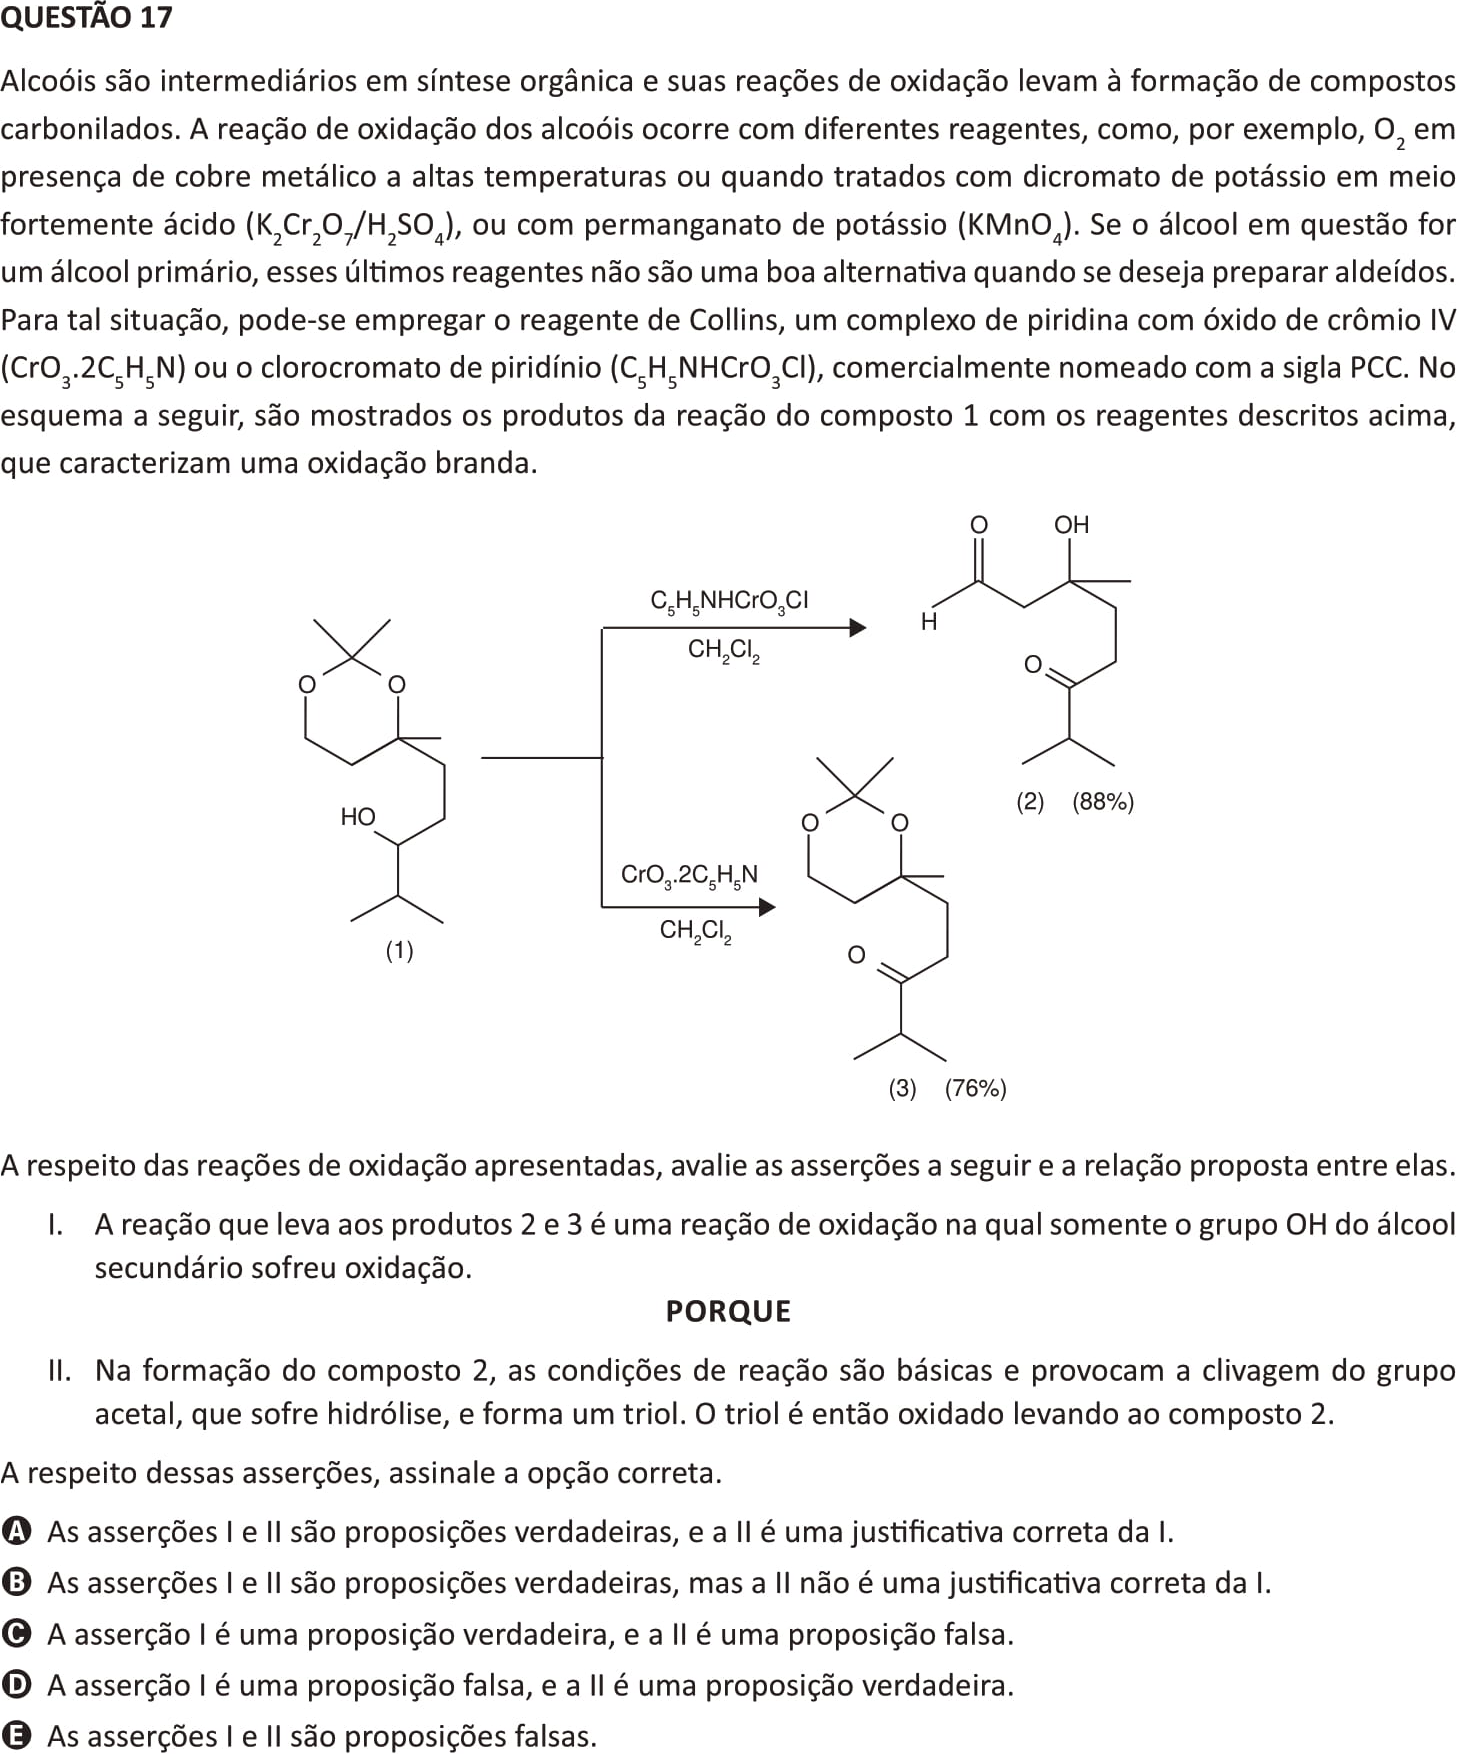 QUESTÃO 17
Alcoóis são intermediários em síntese orgânica e suas reações de oxidação levam à formação de compostos
carbonilados. A reação de oxidação dos alcoóis ocorre com diferentes reagentes, como, por exemplo, O₂ em
presença de cobre metálico a altas temperaturas ou quando tratados com dicromato de potássio em meio
fortemente ácido (K₂Cr₂O₇/H₂SO₄), ou com permanganato de potássio (KMnO₄). Se o álcool em questão for
um álcool primário, esses últimos reagentes não são uma boa alternativa quando se deseja preparar aldeídos.
Para tal situação, pode-se empregar o reagente de Collins, um complexo de piridina com óxido de crômio IV
(CrO₃.2C₅H₅N) ou o clorocromato de piridínio (C₅H₅NHCrO₃Cl), comercialmente nomeado com a sigla PCC. No
esquema a seguir, são mostrados os produtos da reação do composto 1 com os reagentes descritos acima,
que caracterizam uma oxidação branda.
O OH
C₅H₅NHCrO₃Cl
H
CH₂Cl₂
O
O O
(2) (88%)
HO
O O
CrO₃.2C₅H₅N
CH₂Cl₂
(1)
O
(3) (76%)
A respeito das reações de oxidação apresentadas, avalie as asserções a seguir e a relação proposta entre elas.
I. A reação que leva aos produtos 2 e 3 é uma reação de oxidação na qual somente o grupo OH do álcool
secundário sofreu oxidação.
PORQUE
II. Na formação do composto 2, as condições de reação são básicas e provocam a clivagem do grupo
acetal, que sofre hidrólise, e forma um triol. O triol é então oxidado levando ao composto 2.
A respeito dessas asserções, assinale a opção correta.
A As asserções I e II são proposições verdadeiras, e a II é uma justificativa correta da I.
B As asserções I e II são proposições verdadeiras, mas a II não é uma justificativa correta da I.
C A asserção I é uma proposição verdadeira, e a II é uma proposição falsa.
D A asserção I é uma proposição falsa, e a II é uma proposição verdadeira.
E As asserções I e II são proposições falsas.